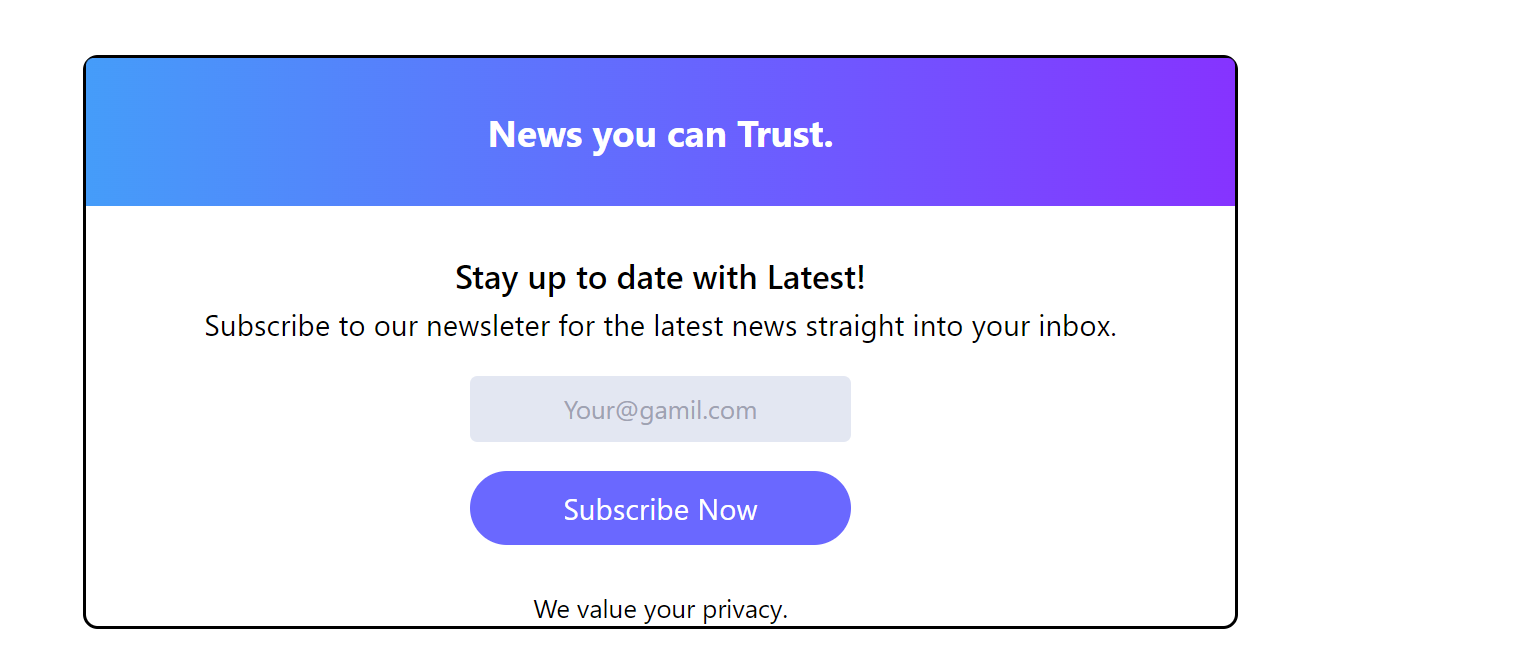 News you can Trust.
Stay up to date with Latest!
Subscribe to our newsleter for the latest news straight into your inbox.
Your@gamil.com
Subscribe Now
We value your privacy.